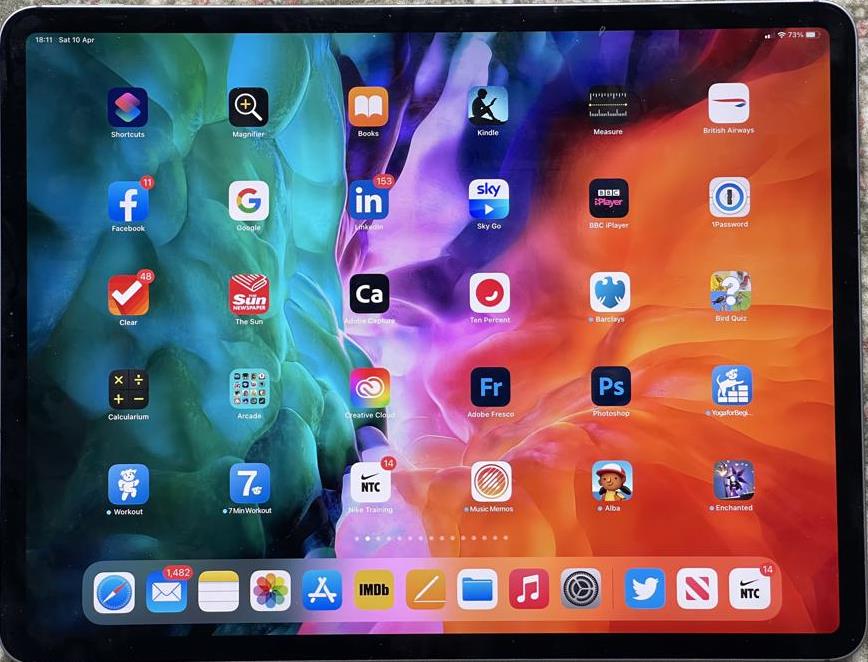 18:11 Sat 10 Apr
73%
Shortcuts
Magnifier
Books
Kindle
Measure
British Airways
11
153
sky
BBC
iPlayer
Facebook
Google
in
LinkedIn
Sky Go
BBC iPlayer
1Password
48
THE
Sun
NEWSPAPER
Ca
Clear
The Sun
Adobe Capture
Ten Percent
Barclays
Bird Quiz
Fr
Ps
Calcularium
Arcade
Creative Cloud
Adobe Fresco
Photoshop
YogaforBegi...
14
7
NTC
Workout
7MinWorkout
Nike Training
Music Memos
Alba
Enchanted
1,482
IMDb
14
NTC